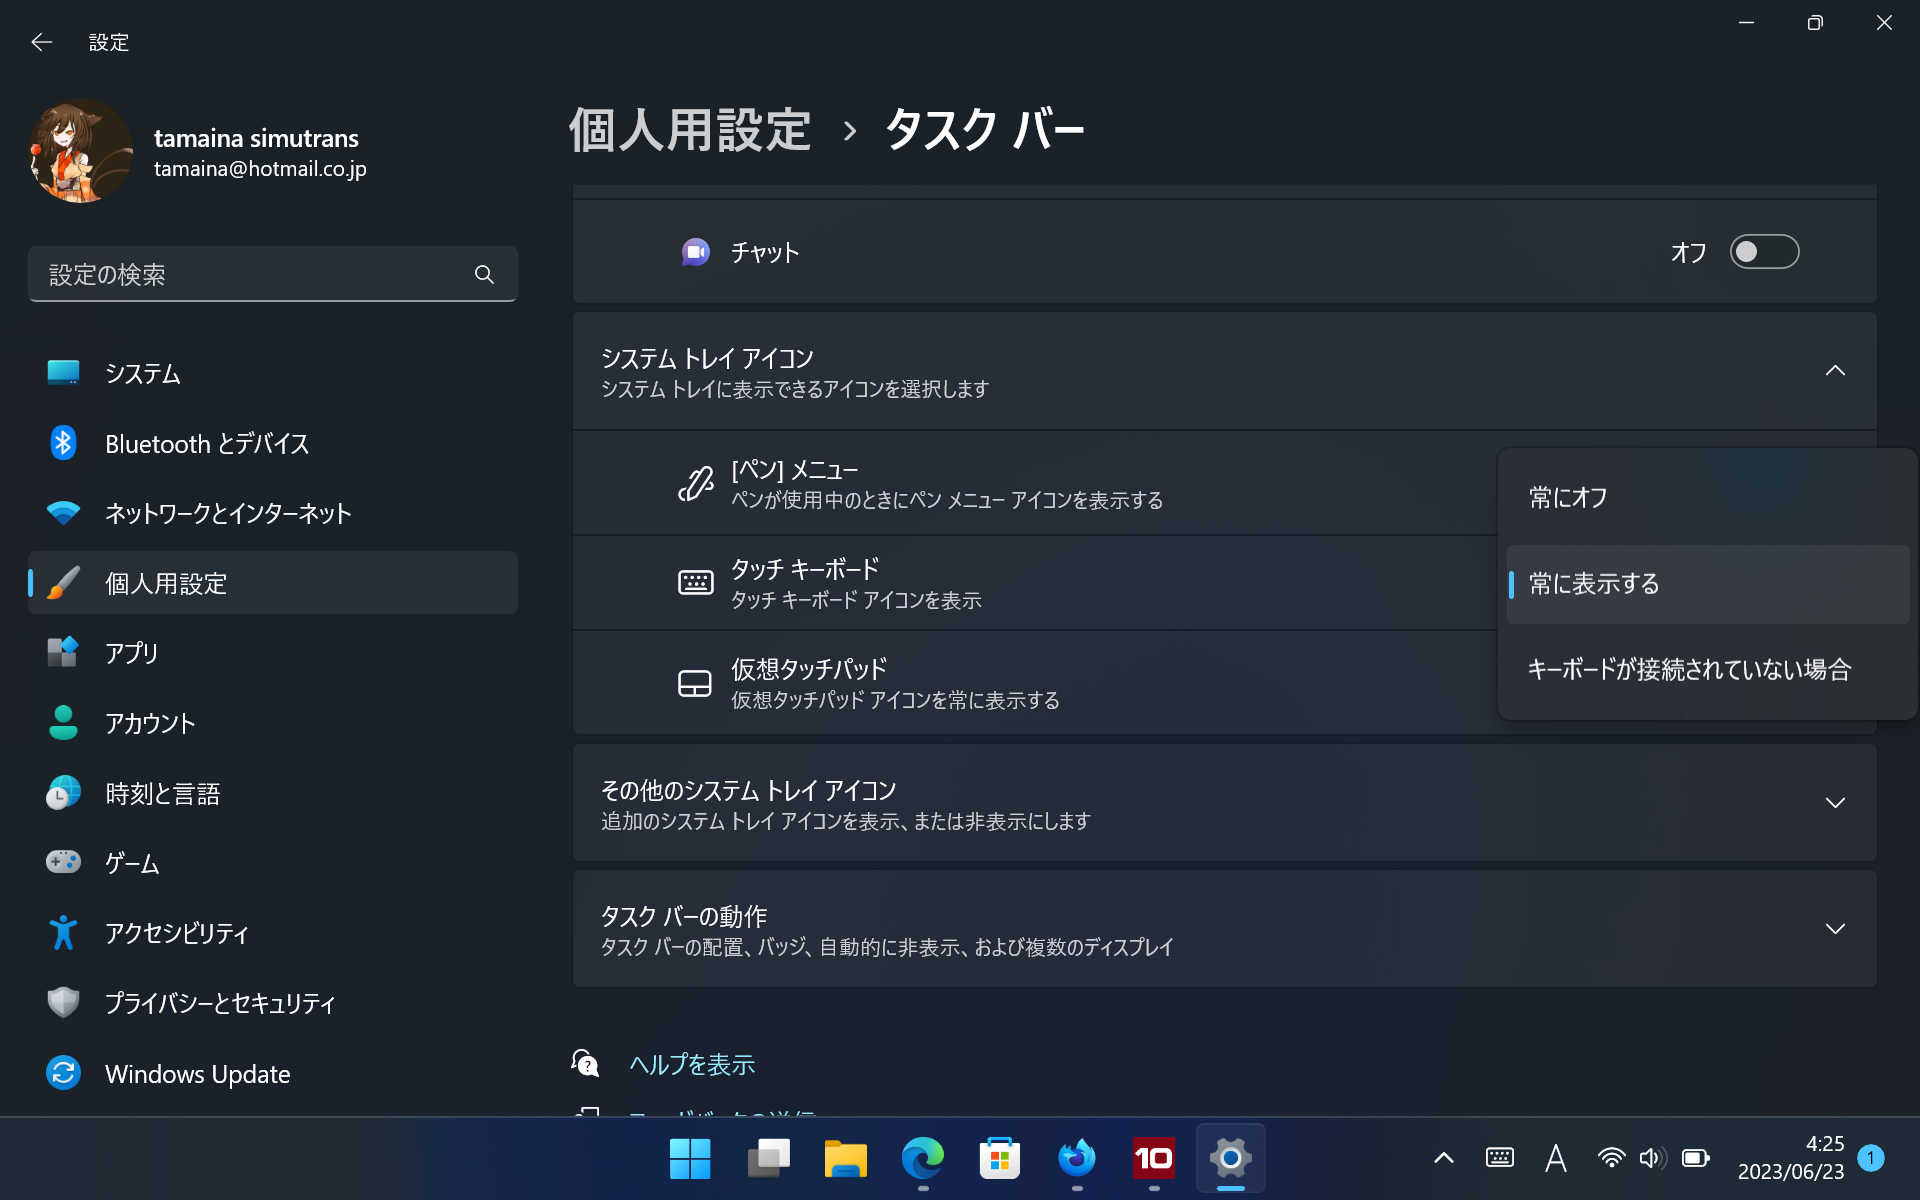 設定
tamaina simutrans
tamaina@hotmail.co.jp
設定の検索
システム
Bluetooth とデバイス
ネットワークとインターネット
個人用設定
アプリ
アカウント
時刻と言語
ゲーム
アクセシビリティ
プライバシーとセキュリティ
Windows Update
個人用設定 › タスク バー
チャット
オフ
システム トレイ アイコン
システム トレイに表示できるアイコンを選択します
[ペン] メニュー
ペンが使用中のときにペン メニュー アイコンを表示する
タッチ キーボード
タッチ キーボード アイコンを表示
仮想タッチパッド
仮想タッチパッド アイコンを常に表示する
常にオフ
常に表示する
キーボードが接続されていない場合
その他のシステム トレイ アイコン
追加のシステム トレイ アイコンを表示、または非表示にします
タスク バーの動作
タスク バーの配置、バッジ、自動的に非表示、および複数のディスプレイ
ヘルプを表示
10
A
4:25
2023/06/23
1